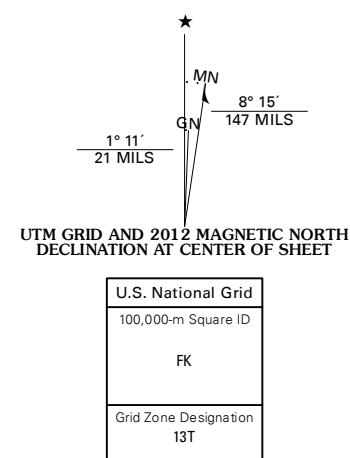 ★
MN
GN
8° 15´
147 MILS
1° 11´
21 MILS
UTM GRID AND 2012 MAGNETIC NORTH
DECLINATION AT CENTER OF SHEET
U.S. National Grid
100,000-m Square ID
FK
Grid Zone Designation
13T